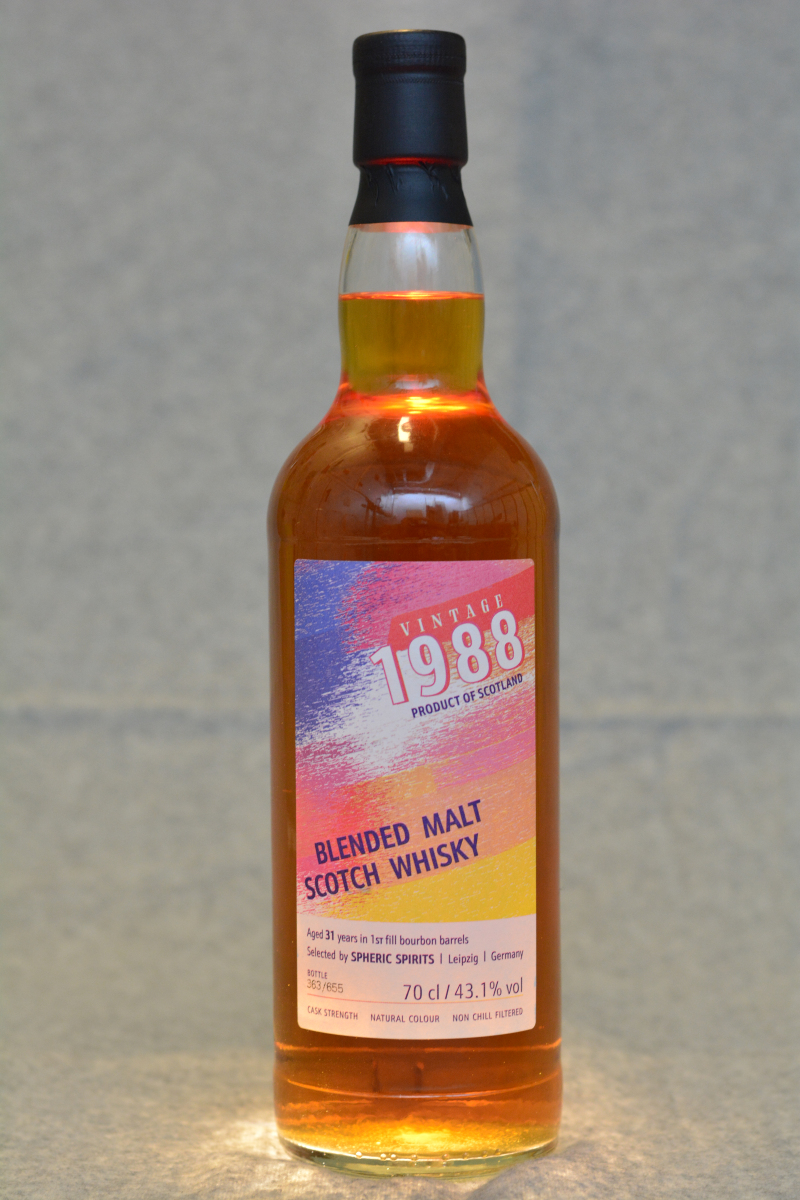 VINTAGE
1988
PRODUCT OF SCOTLAND
BLENDED MALT
SCOTCH WHISKY
Aged 31 years in 1ST fill bourbon barrels
Selected by SPHERIC SPIRITS | Leipzig | Germany
BOTTLE
363/655
70 cl / 43.1% vol
CASK STRENGTH NATURAL COLOUR NON CHILL FILTERED